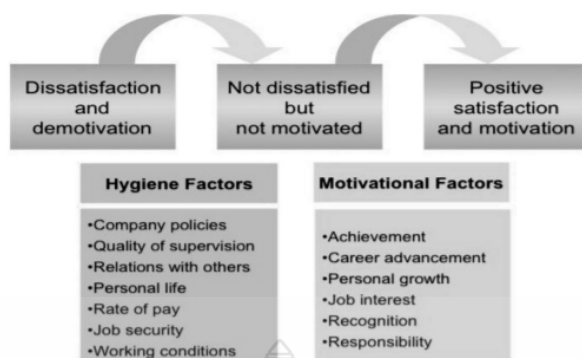 Dissatisfaction
and
demotivation
Not dissatisfied
but
not motivated
Positive
satisfaction
and motivation
Hygiene Factors
•Company policies
•Quality of supervision
•Relations with others
•Personal life
•Rate of pay
•Job security
•Working conditions
Motivational Factors
•Achievement
•Career advancement
•Personal growth
•Job interest
•Recognition
•Responsibility